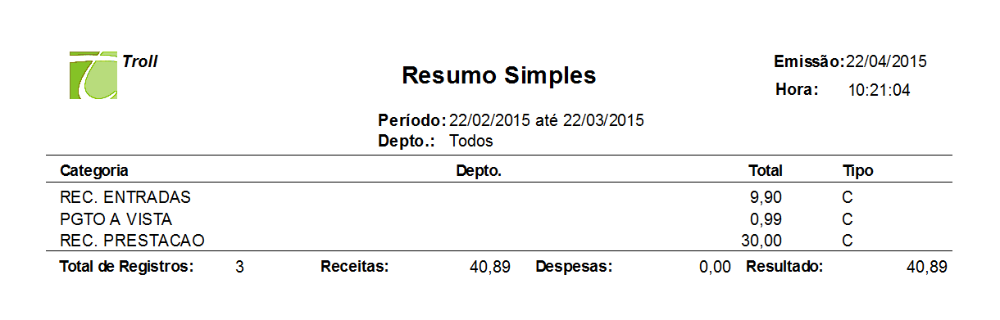 Troll
Resumo Simples
Emissão: 22/04/2015
Hora: 10:21:04
Período: 22/02/2015 até 22/03/2015
Depto.: Todos
Categoria Depto. Total Tipo
REC. ENTRADAS 9,90 C
PGTO A VISTA 0,99 C
REC. PRESTACAO 30,00 C
Total de Registros: 3 Receitas: 40,89 Despesas: 0,00 Resultado: 40,89